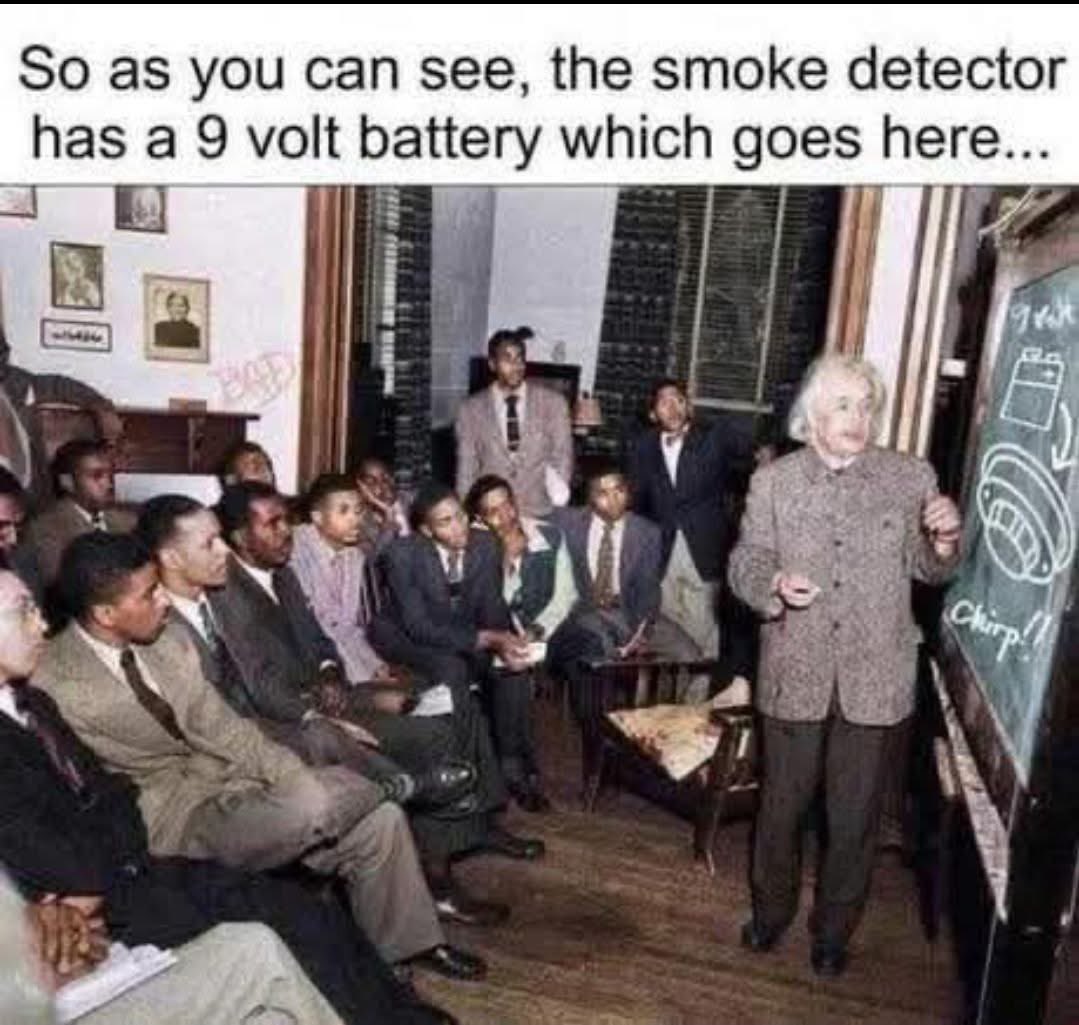 So as you can see, the smoke detector
has a 9 volt battery which goes here...
9 volt
Chirp!!